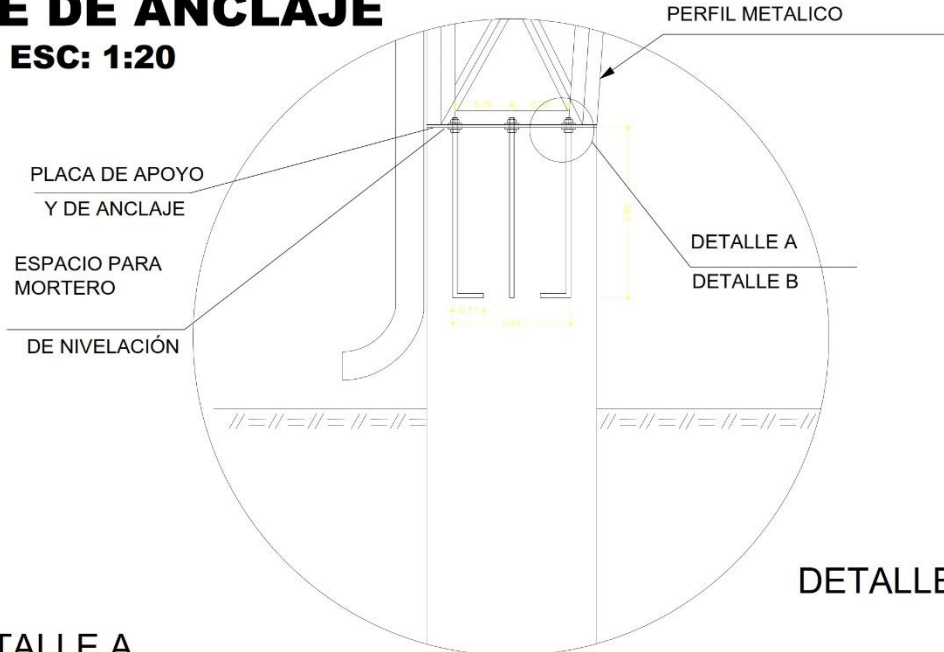 E DE ANCLAJE
ESC: 1:20
PERFIL METALICO
PLACA DE APOYO
Y DE ANCLAJE
ESPACIO PARA
MORTERO
DE NIVELACIÓN
DETALLE A
DETALLE B
DETALLE
TALLE A